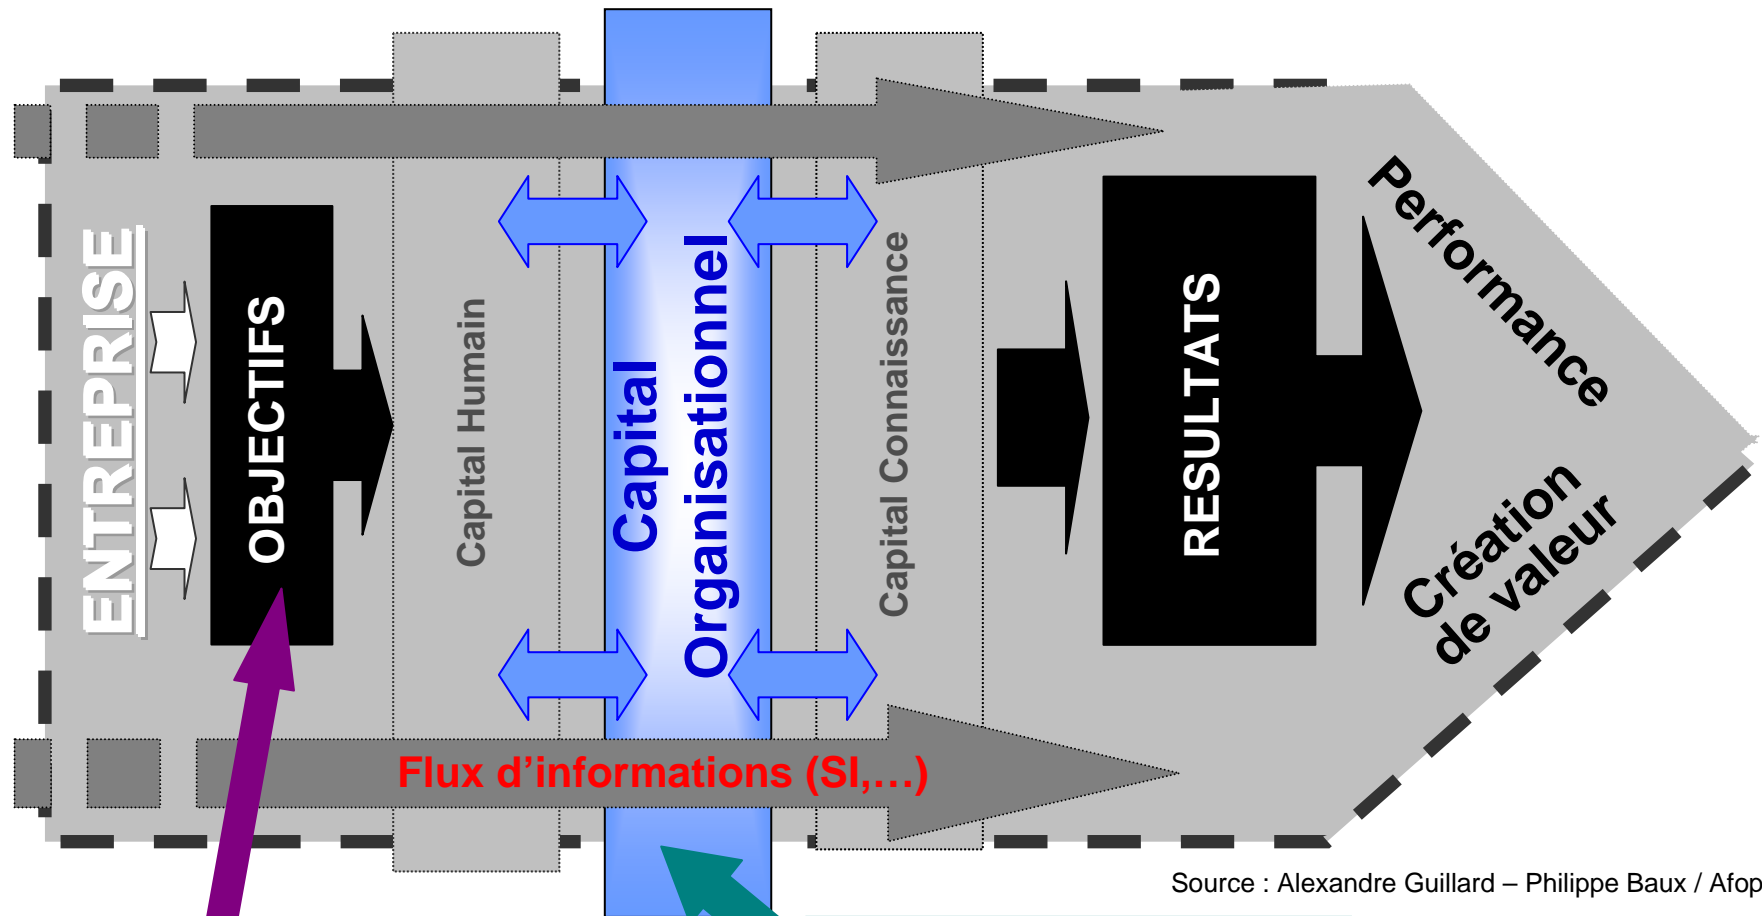 ENTREPRISE
OBJECTIFS
Capital Humain
Capital
Organisationnel
Capital Connaissance
RESULTATS
Performance
Création
de valeur
Flux d’informations (SI,…)
Source : Alexandre Guillard – Philippe Baux / Afop